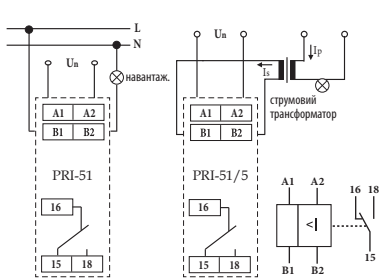 L
N
Un
навантаж.
A1 A2
B1 B2
PRI-51
16
15 18
Un
Ip
Is
струмовий
трансформатор
A1 A2
B1 B2
PRI-51/5
16
15 18
A1 A2
<I
B1 B2
16 18
15